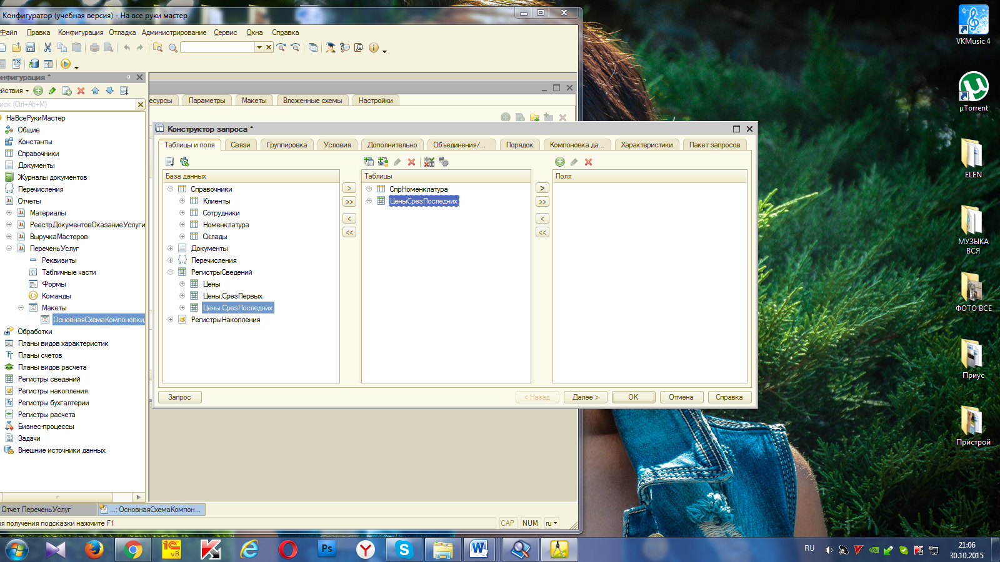 Конфигуратор (учебная версия) - На все руки мастер
Файл Правка Конфигурация Отладка Администрирование Сервис Окна Справка
ействия
иск (Ctrl+Alt+M)
НаВсеРукиМастер
Общие
Константы
Справочники
Документы
Журналы документов
Перечисления
Отчеты
Материалы
РеестрДокументовОказаниеУслуги
ВыручкаМастеров
ПереченьУслуг
Реквизиты
Табличные части
Формы
Команды
Макеты
ОсновнаяСхемаКомпоновки
Обработки
Планы видов характеристик
Планы счетов
Планы видов расчета
Регистры сведений
Регистры накопления
Регистры бухгалтерии
Регистры расчета
Бизнес-процессы
Задачи
Внешние источники данных
есурсы Параметры Макеты Вложенные схемы Настройки
Конструктор запроса *
Таблицы и поля Связи Группировка Условия Дополнительно Объединения/... Порядок Компоновка да... Характеристики Пакет запросов
База данных
Справочники
Клиенты
Сотрудники
Номенклатура
Склады
Документы
Перечисления
РегистрыСведений
Цены
Цены.СрезПервых
Цены.СрезПоследних
РегистрыНакопления
> >> < <<
Таблицы
СпрНоменклатура
ЦеныСрезПоследних
> >> < <<
Поля
Запрос < Назад Далее > OK Отмена Справка
Отчет ПереченьУслуг ...: ОсновнаяСхемаКомпон...
я получения подсказки нажмите F1 CAP NUM ru
VKMusic 4
µTorrent
ELEN
МУЗЫКА
ВСЯ
ФОТО ВСЕ
Приус
Пристрой
RU
21:06
30.10.2015